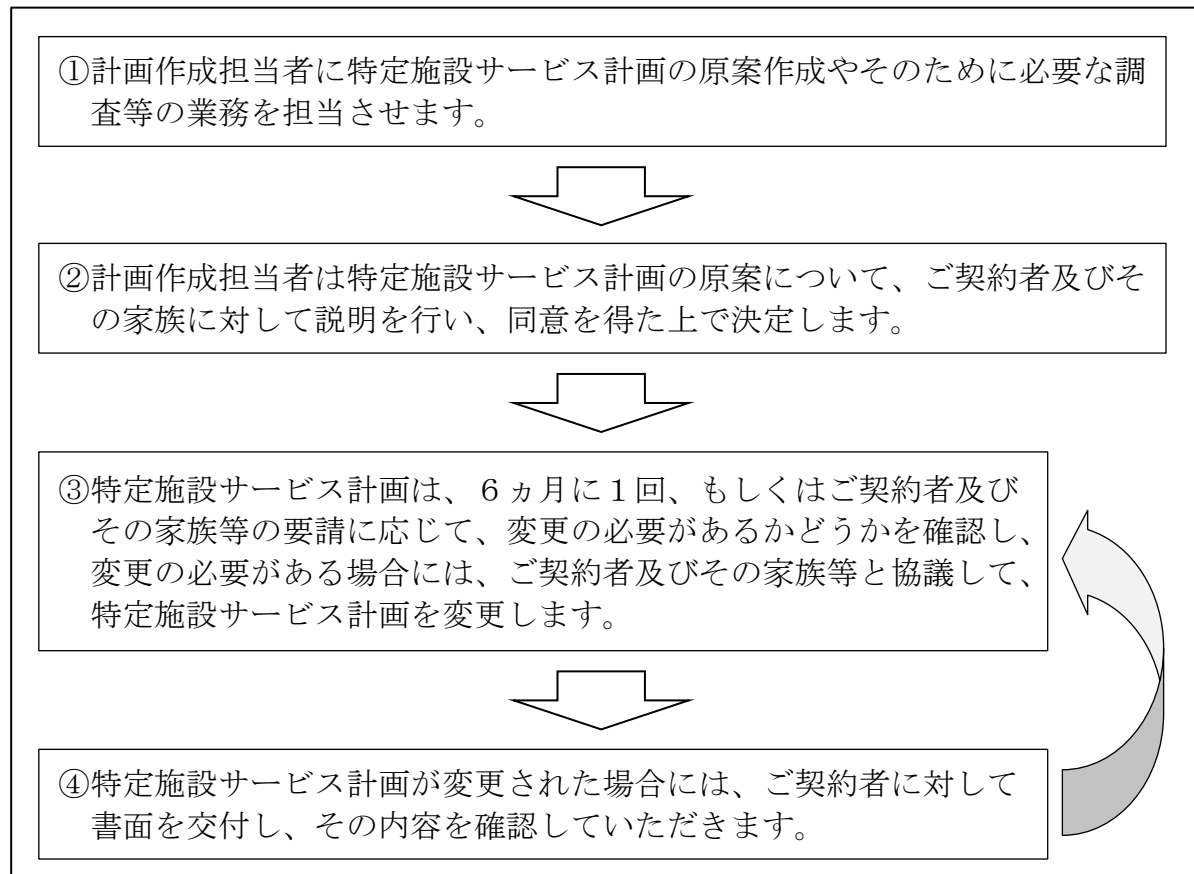 ①計画作成担当者に特定施設サービス計画の原案作成やそのために必要な調
査等の業務を担当させます。
②計画作成担当者は特定施設サービス計画の原案について、ご契約者及びそ
の家族に対して説明を行い、同意を得た上で決定します。
③特定施設サービス計画は、６ヵ月に１回、もしくはご契約者及び
その家族等の要請に応じて、変更の必要があるかどうかを確認し、
変更の必要がある場合には、ご契約者及びその家族等と協議して、
特定施設サービス計画を変更します。
④特定施設サービス計画が変更された場合には、ご契約者に対して
書面を交付し、その内容を確認していただきます。